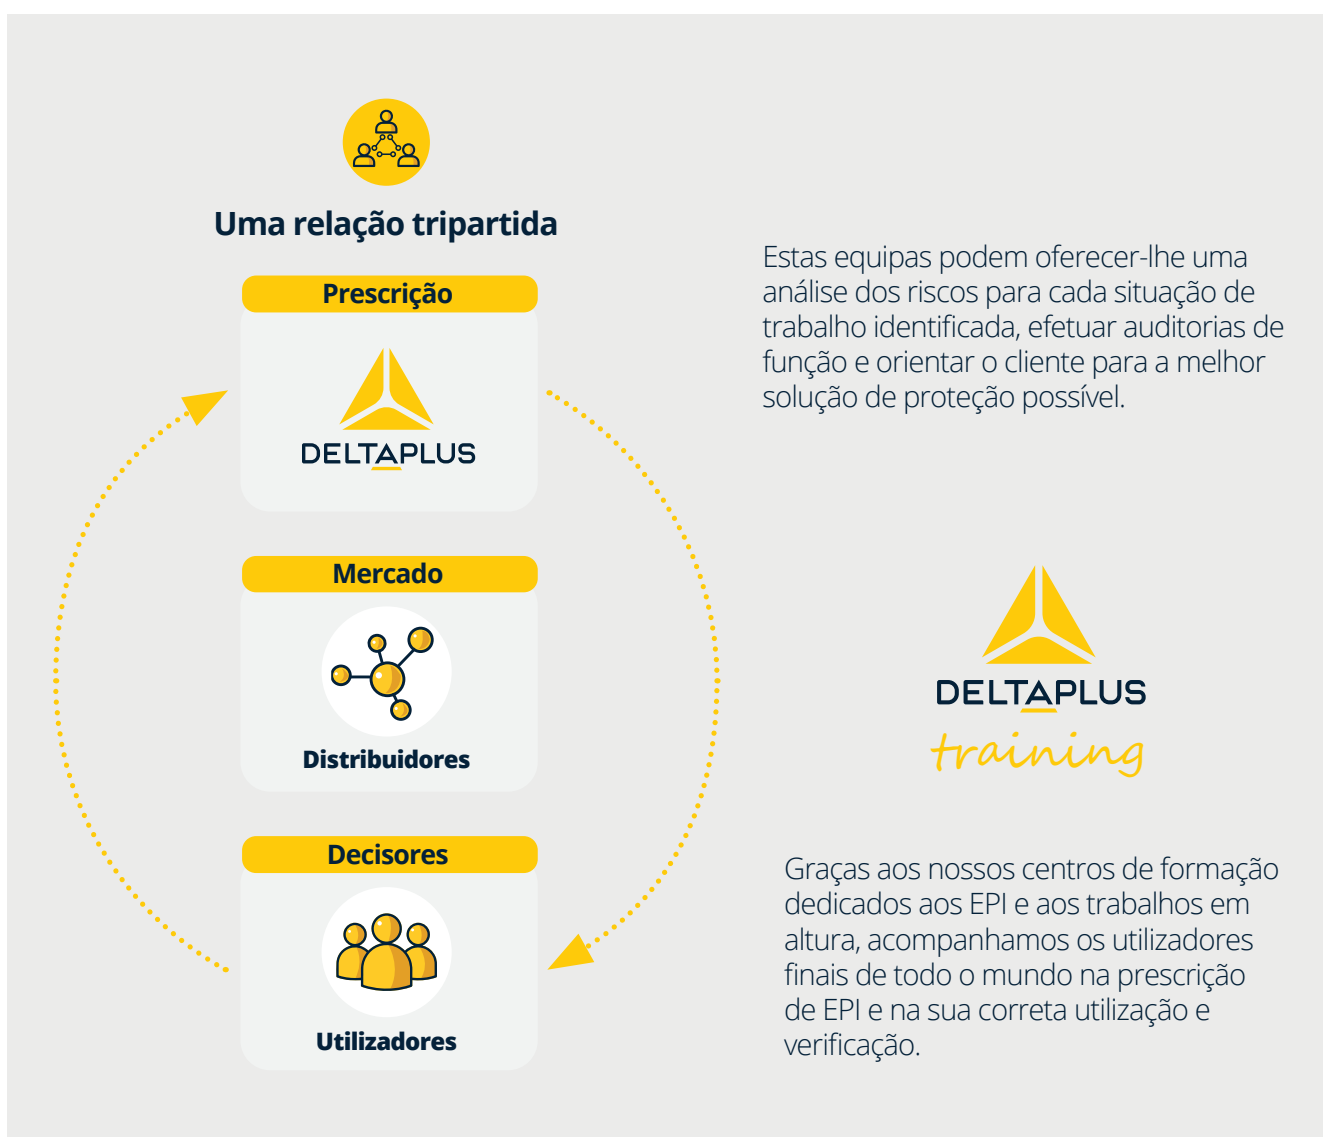 Uma relação tripartida
Prescrição
DELTAPLUS
Mercado
Distribuidores
Decisores
Utilizadores
Estas equipas podem oferecer-lhe uma
análise dos riscos para cada situação de
trabalho identificada, efetuar auditorias de
função e orientar o cliente para a melhor
solução de proteção possível.
DELTAPLUS
training
Graças aos nossos centros de formação
dedicados aos EPI e aos trabalhos em
altura, acompanhamos os utilizadores
finais de todo o mundo na prescrição
de EPI e na sua correta utilização e
verificação.